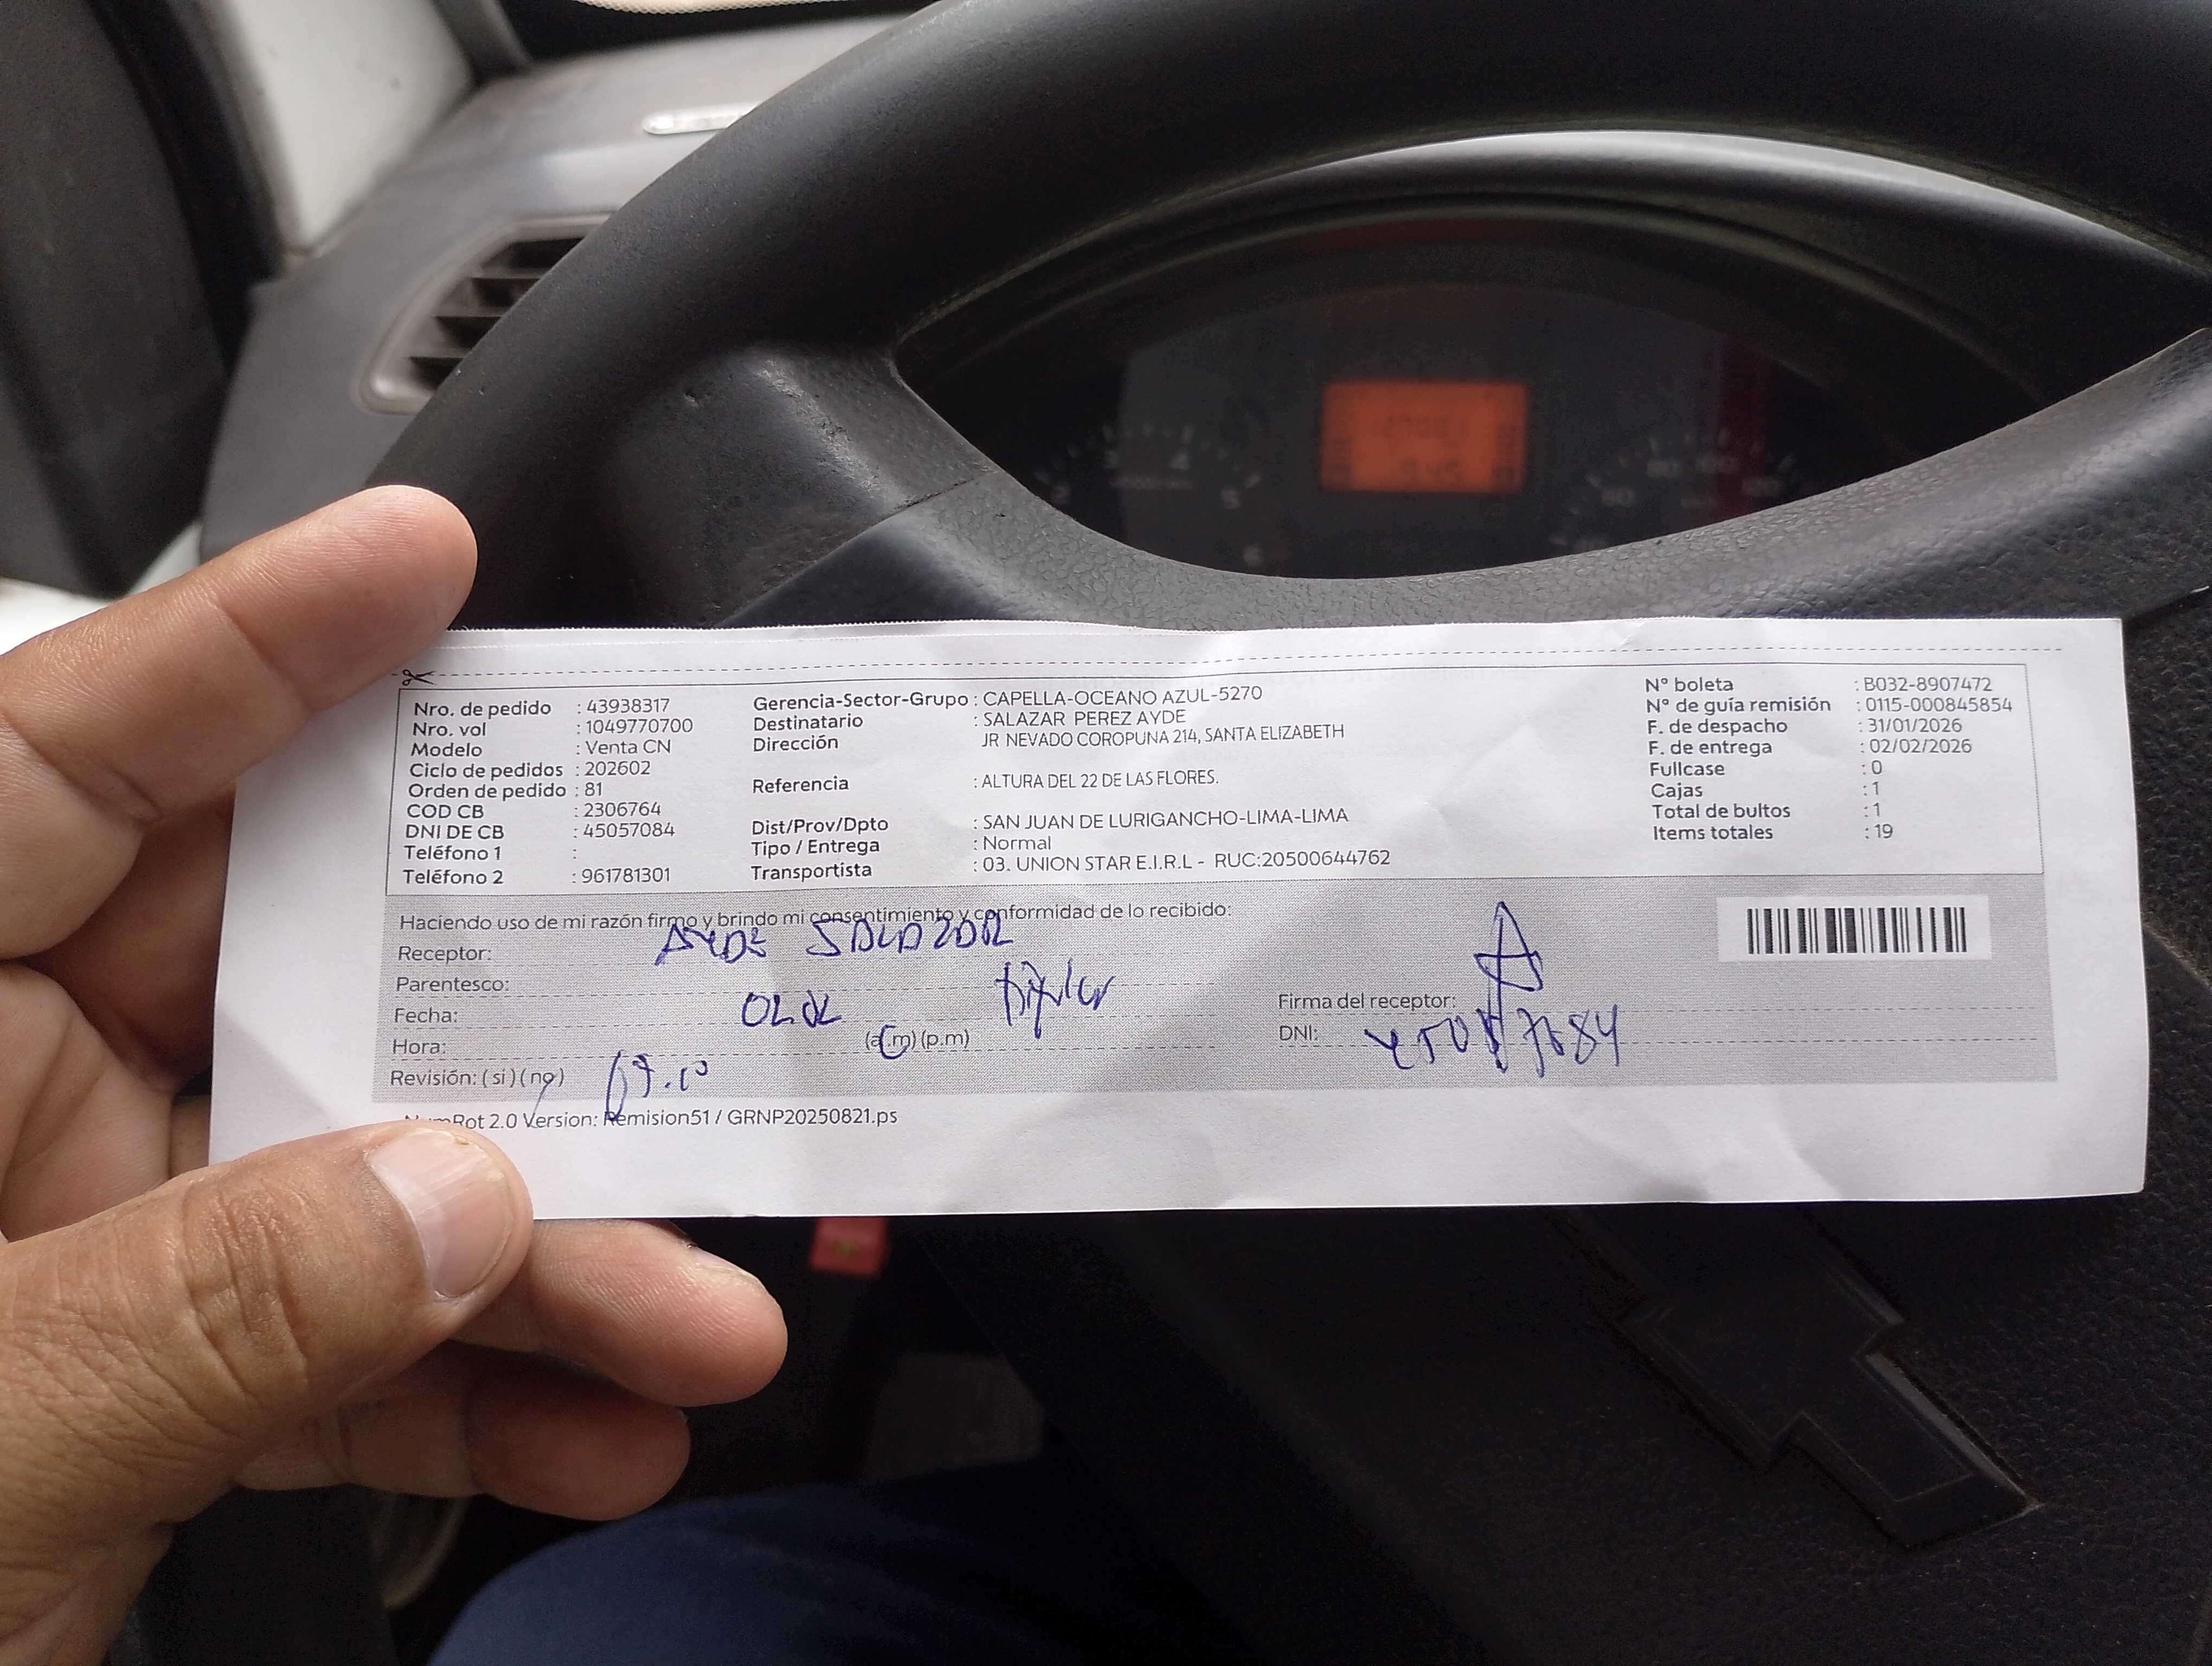 Nro. de pedido : 43938317
Nro. vol : 1049770700
Modelo : Venta CN
Ciclo de pedidos : 202602
Orden de pedido : 81
COD CB : 2306764
DNI DE CB : 45057084
Teléfono 1 :
Teléfono 2 : 961781301
Gerencia-Sector-Grupo : CAPELLA-OCEANO AZUL-5270
Destinatario : SALAZAR PEREZ AYDE
Dirección JR NEVADO COROPUNA 214, SANTA ELIZABETH
Referencia : ALTURA DEL 22 DE LAS FLORES.
Dist/Prov/Dpto : SAN JUAN DE LURIGANCHO-LIMA-LIMA
Tipo / Entrega : Normal
Transportista : 03. UNION STAR E.I.R.L - RUC:20500644762
N° boleta : B032-8907472
N° de guía remisión : 0115-000845854
F. de despacho : 31/01/2026
F. de entrega : 02/02/2026
Fullcase : 0
Cajas : 1
Total de bultos : 1
Items totales : 19
Haciendo uso de mi razón firmo y brindo mi consentimiento y conformidad de lo recibido:
Receptor: AYDE SALAZAR
Parentesco: titular
Fecha:
Hora: (a.m) (p.m)
Revisión: ( si ) ( no )
Firma del receptor:
DNI:
Rot 2.0 Version: Remision51 / GRNP20250821.ps